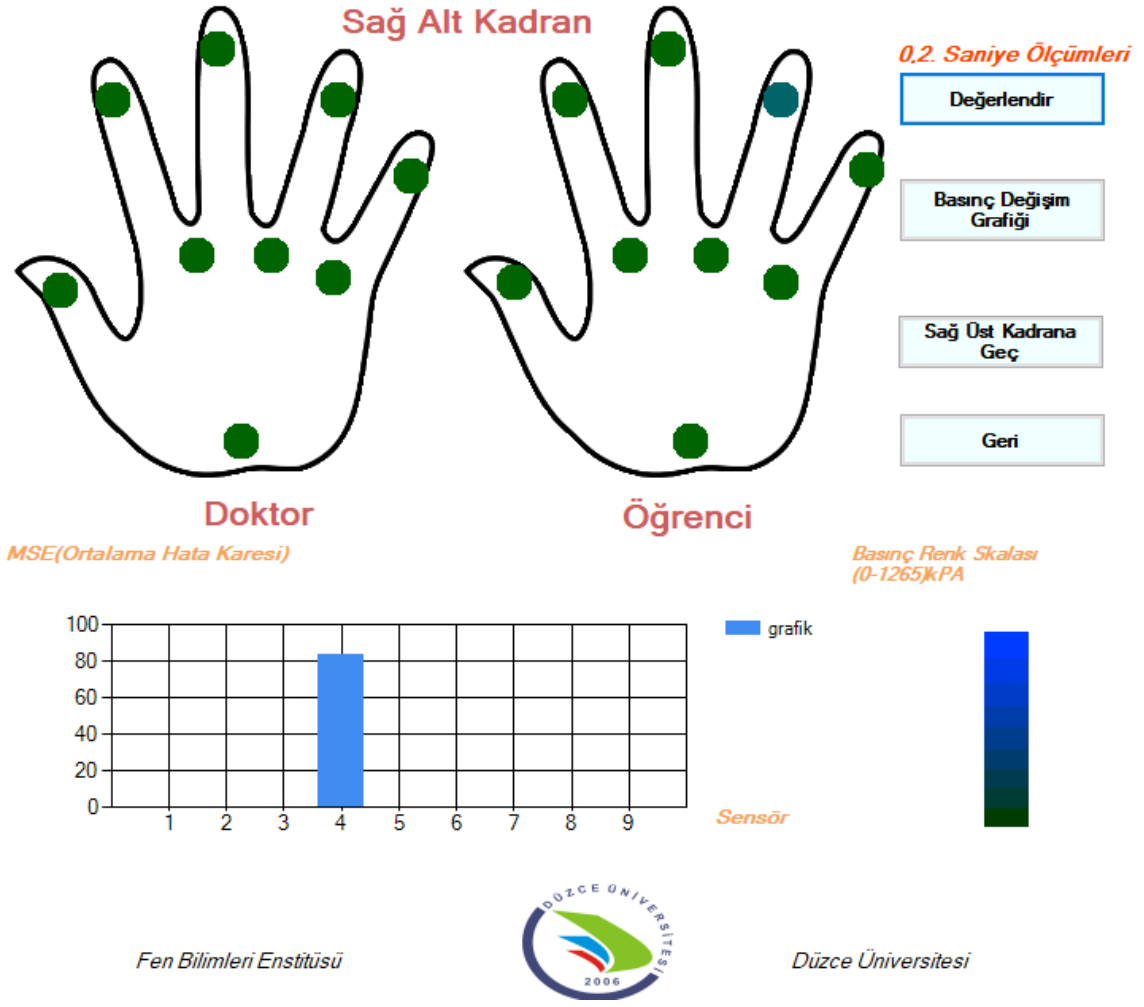 Sağ Alt Kadran
0,2. Saniye Ölçümleri
Değerlendir
Basınç Değişim
Grafiği
Sağ Üst Kadrana
Geç
Geri
Doktor
Öğrenci
MSE(Ortalama Hata Karesi)
Basınç Renk Skalası
(0-1265)kPA
100
80
60
40
20
0
1 2 3 4 5 6 7 8 9
grafik
Sensör
DÜZCE ÜNİVERSİTESİ
2006
Fen Bilimleri Enstitüsü
Düzce Üniversitesi